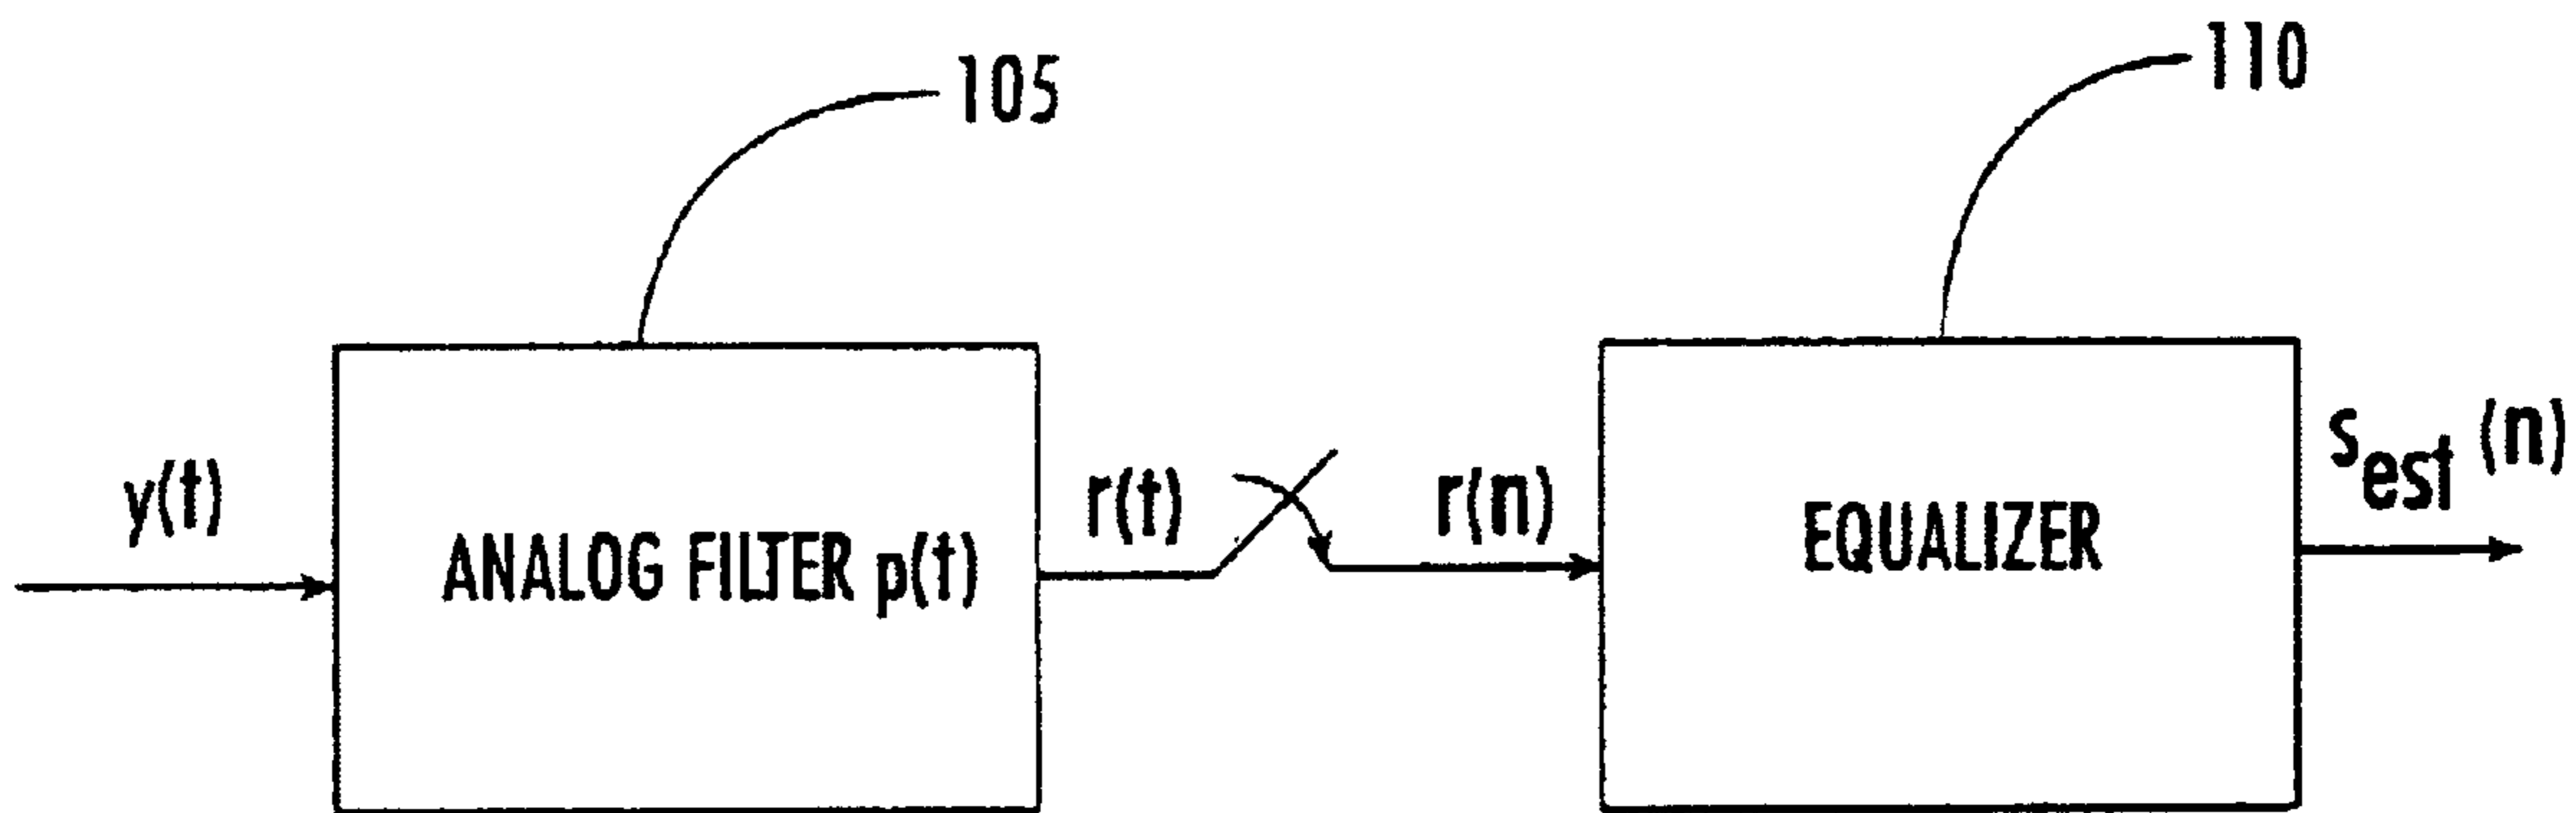 105
110
y(t)
ANALOG FILTER p(t)
r(t)
r(n)
EQUALIZER
s_est (n)